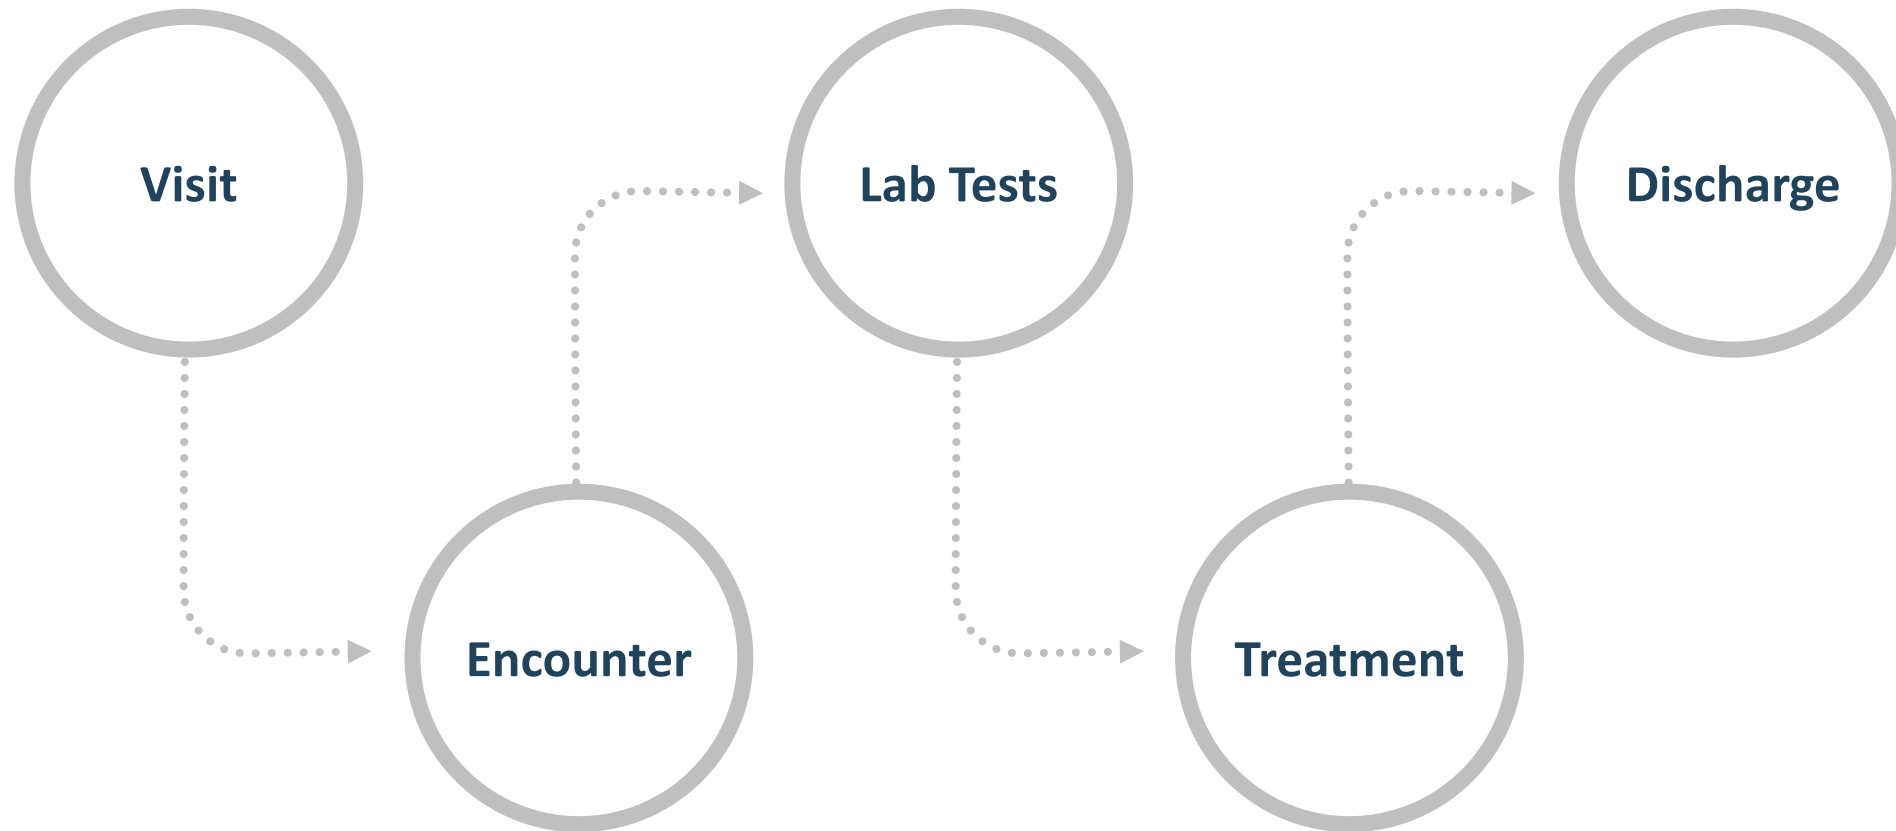 Visit
Encounter
Lab Tests
Treatment
Discharge